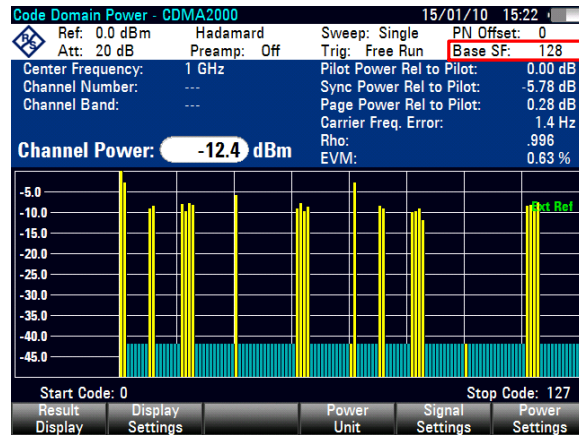 Code Domain Power - CDMA2000 15/01/10 15:22
Ref: 0.0 dBm Hadamard Sweep: Single PN Offset: 0
Att: 20 dB Preamp: Off Trig: Free Run Base SF: 128
Center Frequency: 1 GHz Pilot Power Rel to Pilot: 0.00 dB
Channel Number: --- Sync Power Rel to Pilot: -5.78 dB
Channel Band: --- Page Power Rel to Pilot: 0.28 dB
Carrier Freq. Error: 1.4 Hz
Rho: .996
Channel Power: -12.4 dBm EVM: 0.63 %
-5.0
-10.0 Ext Ref
-15.0
-20.0
-25.0
-30.0
-35.0
-40.0
-45.0
Start Code: 0 Stop Code: 127
Result Display Power Signal Power
Display Settings Unit Settings Settings